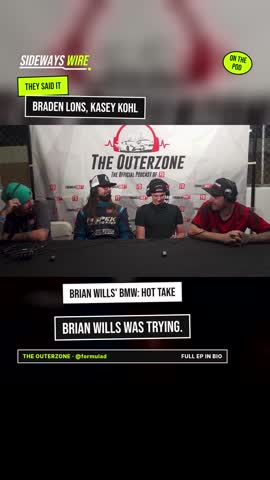 SIDEWAYS WIRE.
ON THE
POD
THEY SAID IT
BRADEN LONS, KASEY KOHL
THE OUTERZONE
THE OFFICIAL PODCAST OF
BRIAN WILLS' BMW: HOT TAKE
BRIAN WILLS WAS TRYING.
THE OUTERZONE - @formulad
FULL EP IN BIO